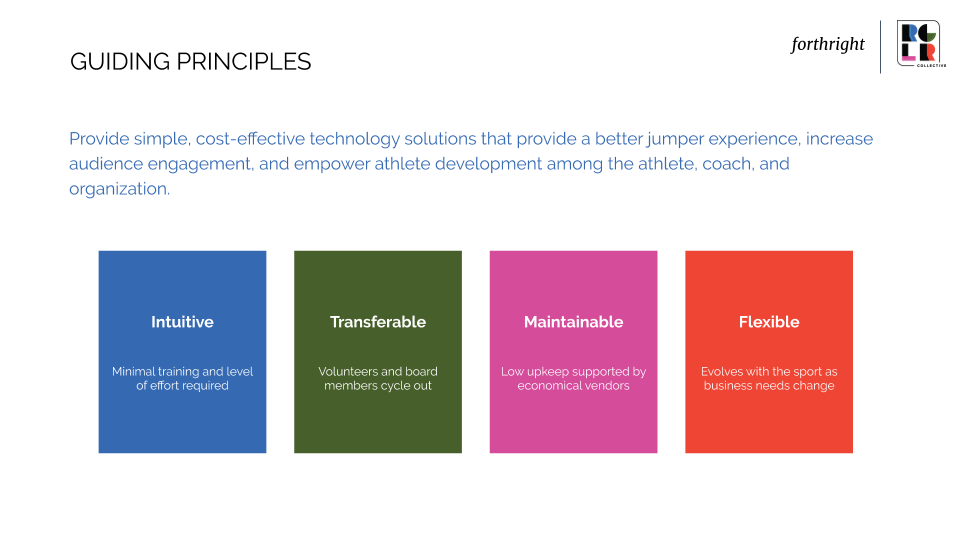 GUIDING PRINCIPLES
forthright
RGLR
COLLECTIVE
Provide simple, cost-effective technology solutions that provide a better jumper experience, increase
audience engagement, and empower athlete development among the athlete, coach, and
organization.
Intuitive
Minimal training and level
of effort required
Transferable
Volunteers and board
members cycle out
Maintainable
Low upkeep supported by
economical vendors
Flexible
Evolves with the sport as
business needs change